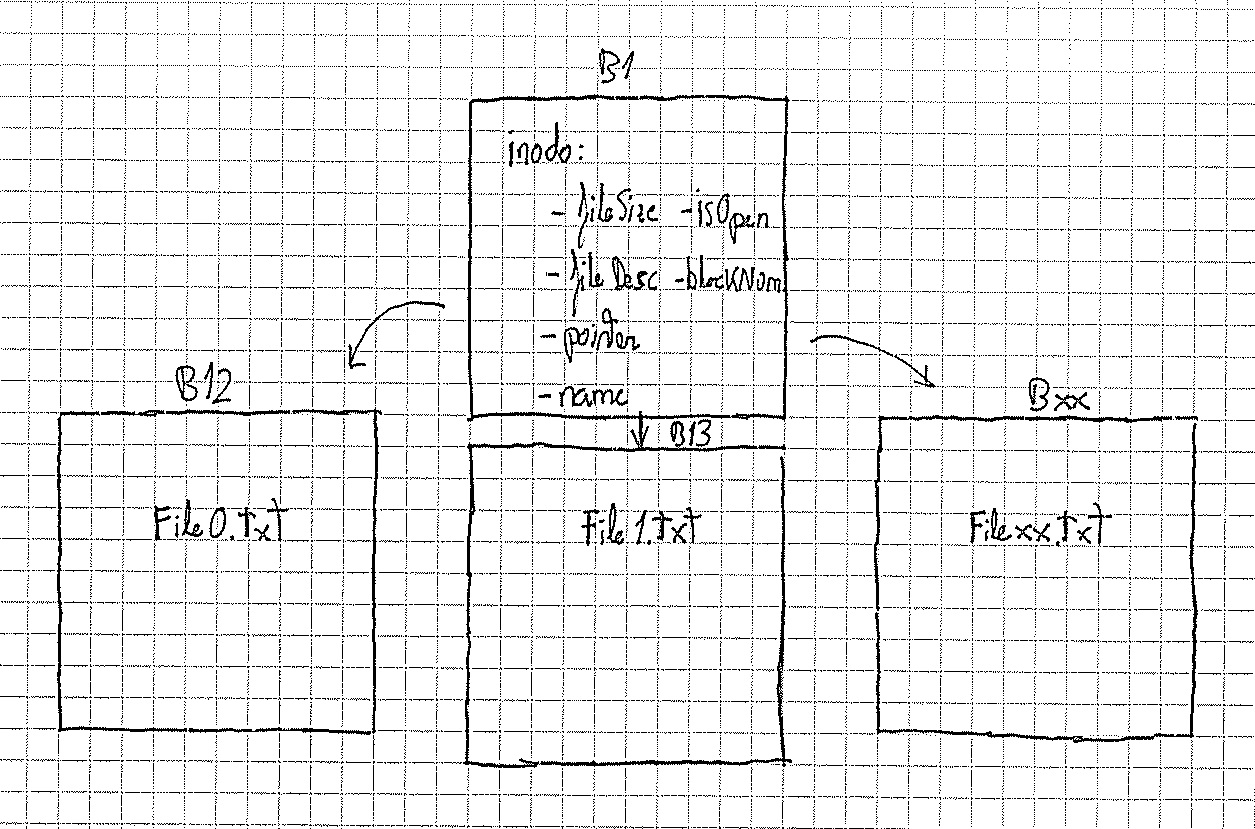 B1
inodo:
- fileSize - isOpen
- fileDesc - blockNum
- pointer
- name
B12
B13
Bxx
File0.txt
File1.txt
Filexx.txt